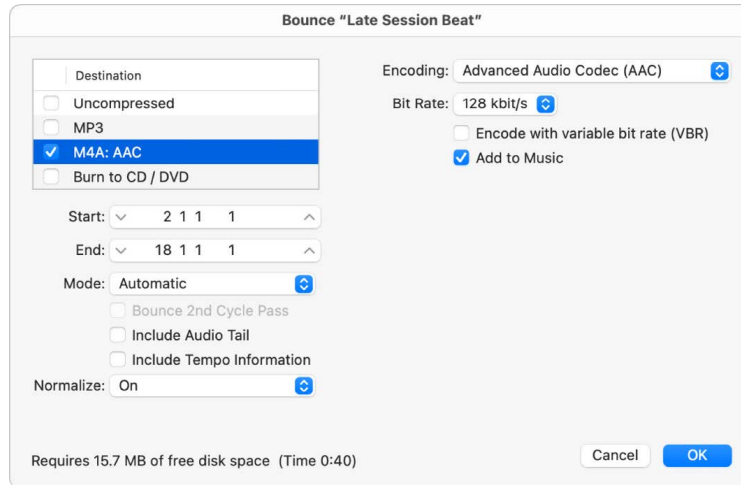 Bounce “Late Session Beat”
Destination
Uncompressed
MP3
M4A: AAC
Burn to CD / DVD
Start: 2 1 1 1
End: 18 1 1 1
Mode: Automatic
Bounce 2nd Cycle Pass
Include Audio Tail
Include Tempo Information
Normalize: On
Encoding: Advanced Audio Codec (AAC)
Bit Rate: 128 kbit/s
Encode with variable bit rate (VBR)
Add to Music
Requires 15.7 MB of free disk space (Time 0:40)
Cancel
OK